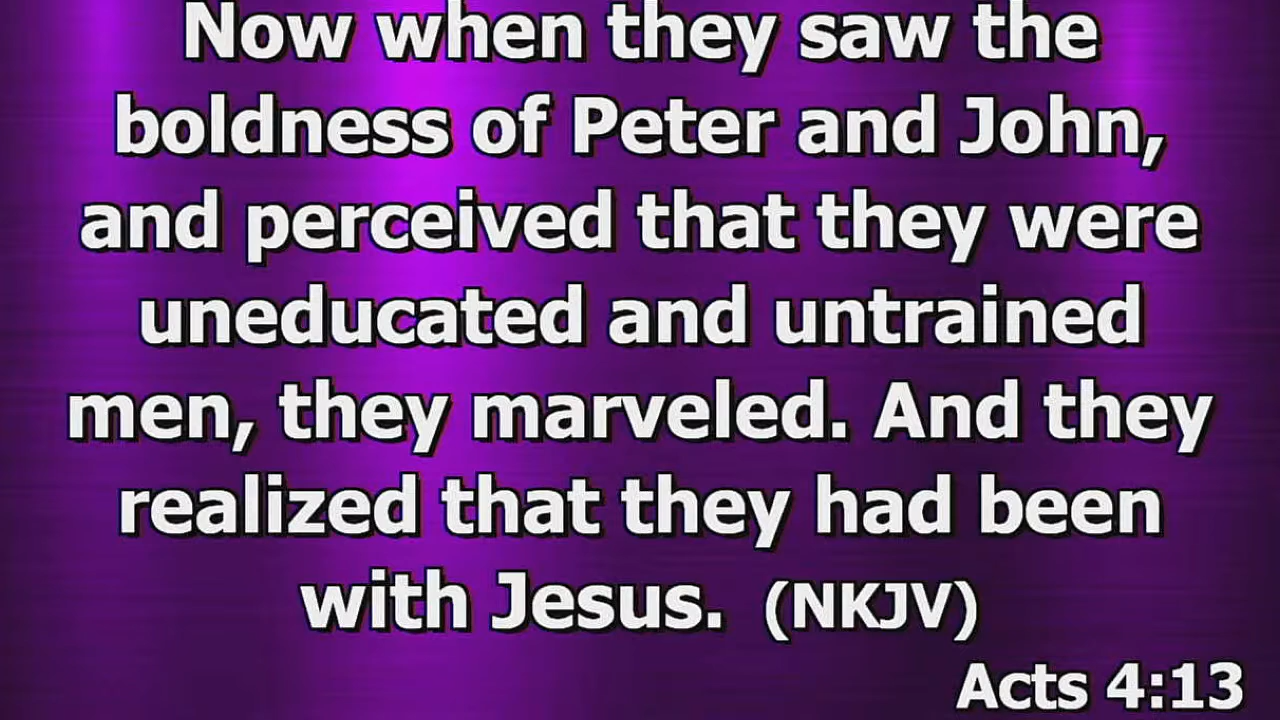 Now when they saw the
boldness of Peter and John,
and perceived that they were
uneducated and untrained
men, they marveled. And they
realized that they had been
with Jesus. (NKJV)
Acts 4:13